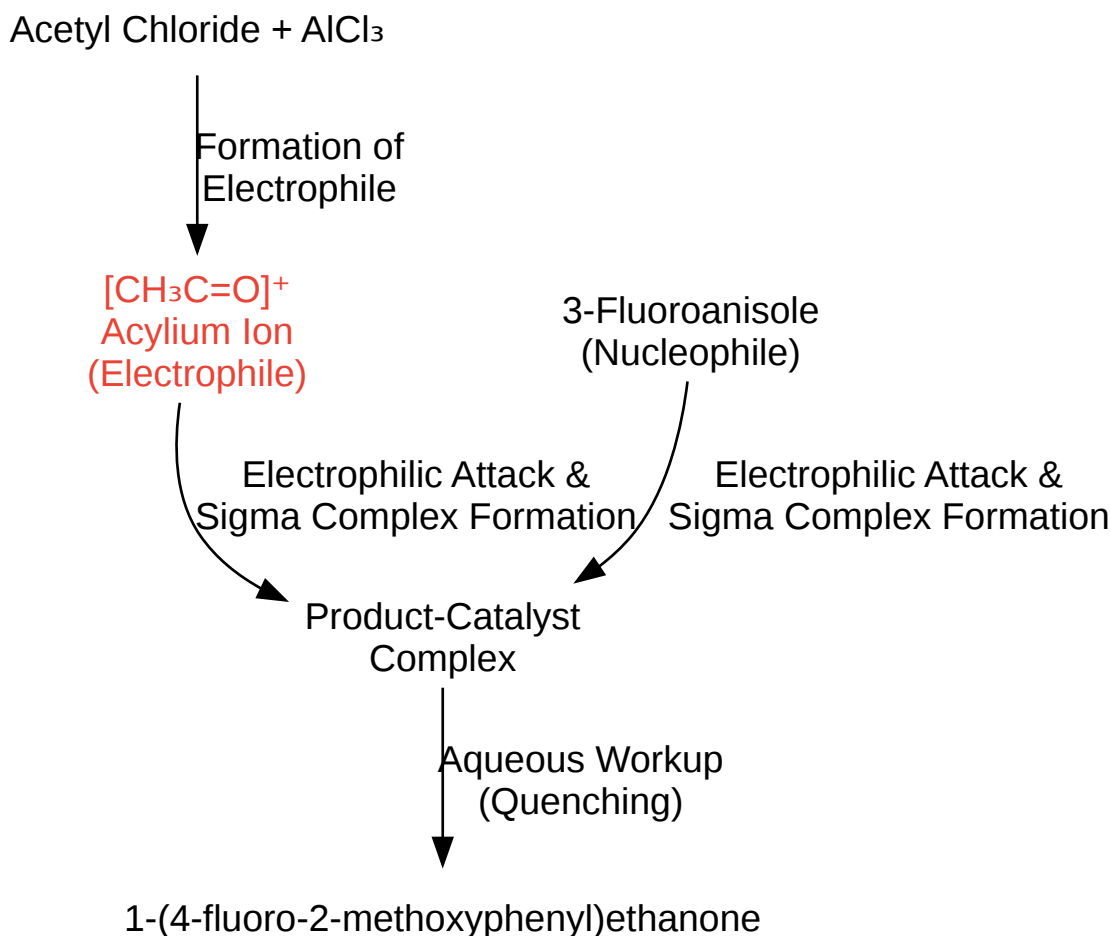 Acetyl Chloride + AlCl₃
Formation of
Electrophile
[CH₃C=O]⁺
Acylium Ion
(Electrophile)
3-Fluoroanisole
(Nucleophile)
Electrophilic Attack &
Sigma Complex Formation
Electrophilic Attack &
Sigma Complex Formation
Product-Catalyst
Complex
Aqueous Workup
(Quenching)
1-(4-fluoro-2-methoxyphenyl)ethanone